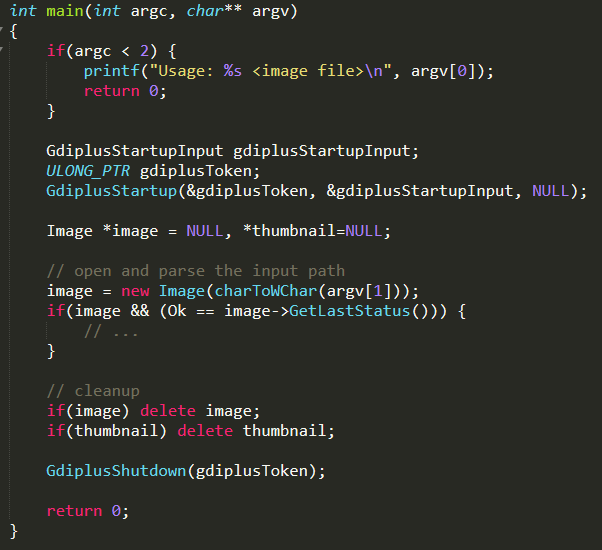 int main(int argc, char** argv)
{
    if(argc < 2) {
        printf("Usage: %s <image file>\n", argv[0]);
        return 0;
    }

    GdiplusStartupInput gdiplusStartupInput;
    ULONG_PTR gdiplusToken;
    GdiplusStartup(&gdiplusToken, &gdiplusStartupInput, NULL);

    Image *image = NULL, *thumbnail=NULL;

    // open and parse the input path
    image = new Image(charToWChar(argv[1]));
    if(image && (Ok == image->GetLastStatus())) {
        // ...
    }

    // cleanup
    if(image) delete image;
    if(thumbnail) delete thumbnail;

    GdiplusShutdown(gdiplusToken);

    return 0;
}